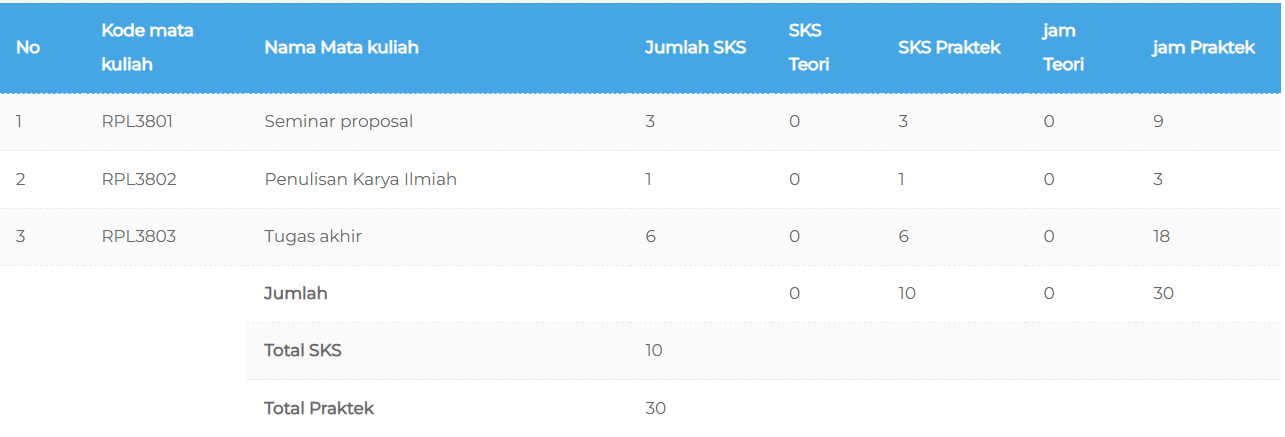 No Kode mata kuliah Nama Mata kuliah Jumlah SKS SKS Teori SKS Praktek jam Teori jam Praktek
1 RPL3801 Seminar proposal 3 0 3 0 9
2 RPL3802 Penulisan Karya Ilmiah 1 0 1 0 3
3 RPL3803 Tugas akhir 6 0 6 0 18
Jumlah 0 10 0 30
Total SKS 10
Total Praktek 30